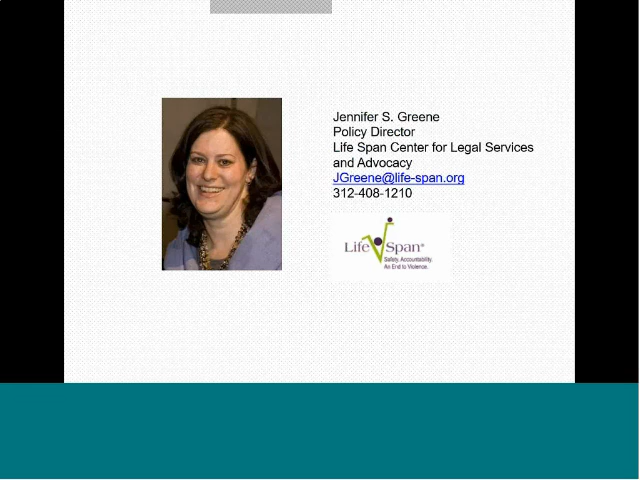 Jennifer S. Greene
Policy Director
Life Span Center for Legal Services
and Advocacy
JGreene@life-span.org
312-408-1210
Life Span®
Safety. Accountability.
An End to Violence.